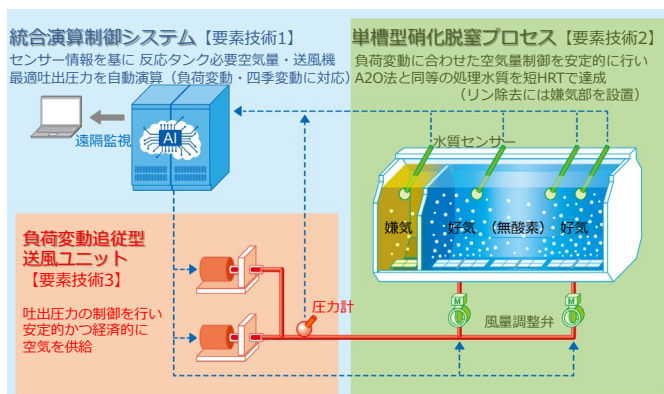 統合演算制御システム【要素技術1】
センサー情報を基に 反応タンク必要空気量・送風機
最適吐出圧力を自動演算（負荷変動・四季変動に対応）
遠隔監視
AI
単槽型硝化脱窒プロセス【要素技術2】
負荷変動に合わせた空気量制御を安定的に行い
A2O法と同等の処理水質を短HRTで達成
（リン除去には嫌気部を設置）
水質センサー
嫌気
好気
（無酸素）
好気
M
M
風量調整弁
負荷変動追従型
送風ユニット
【要素技術3】
吐出圧力の制御を行い
安定的かつ経済的に
空気を供給
圧力計